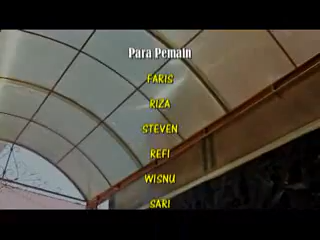 Para Pemain
FARIS
RIZA
STEVEN
REFI
WISNU
SARI